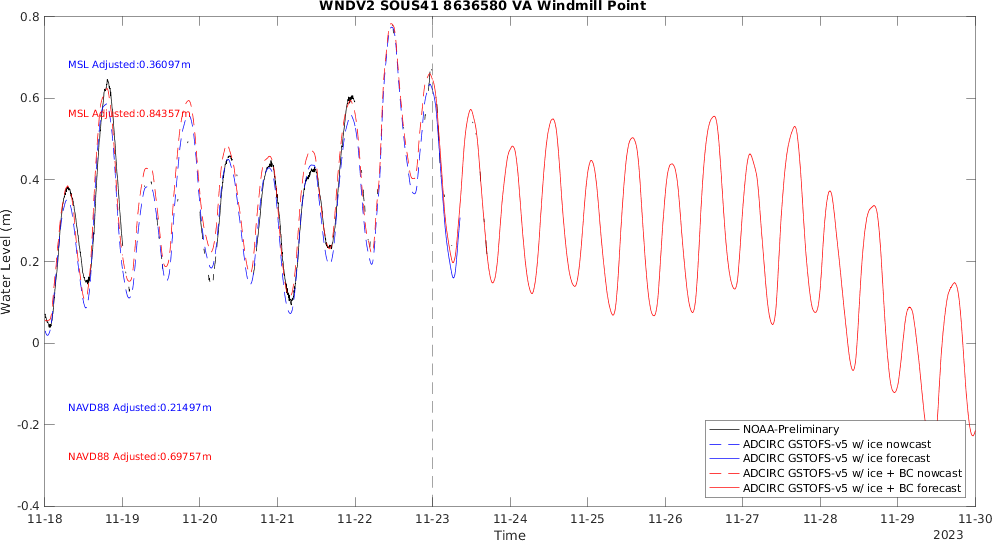 WNDV2 SOUS41 8636580 VA Windmill Point
0.8
0.6
0.4
0.2
0
-0.2
-0.4
Water Level (m)
MSL Adjusted:0.36097m
MSL Adjusted:0.84357m
NAVD88 Adjusted:0.21497m
NAVD88 Adjusted:0.69757m
NOAA-Preliminary
ADCIRC GSTOFS-v5 w/ ice nowcast
ADCIRC GSTOFS-v5 w/ ice forecast
ADCIRC GSTOFS-v5 w/ ice + BC nowcast
ADCIRC GSTOFS-v5 w/ ice + BC forecast
11-18 11-19 11-20 11-21 11-22 11-23 11-24 11-25 11-26 11-27 11-28 11-29 11-30
Time
2023